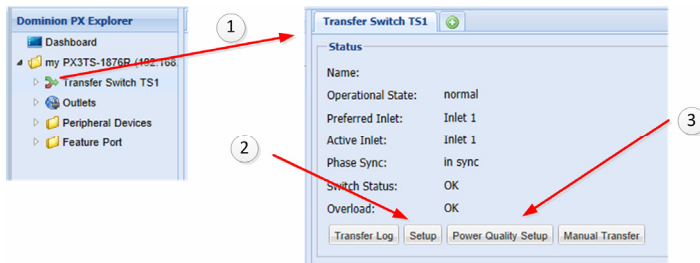 Dominion PX Explorer
Dashboard
my PX3TS-1876R (192.168.
Transfer Switch TS1
Outlets
Peripheral Devices
Feature Port
1
Transfer Switch TS1
Status
Name:
Operational State: normal
Preferred Inlet: Inlet 1
Active Inlet: Inlet 1
Phase Sync: in sync
Switch Status: OK
Overload: OK
Transfer Log Setup Power Quality Setup Manual Transfer
2
3